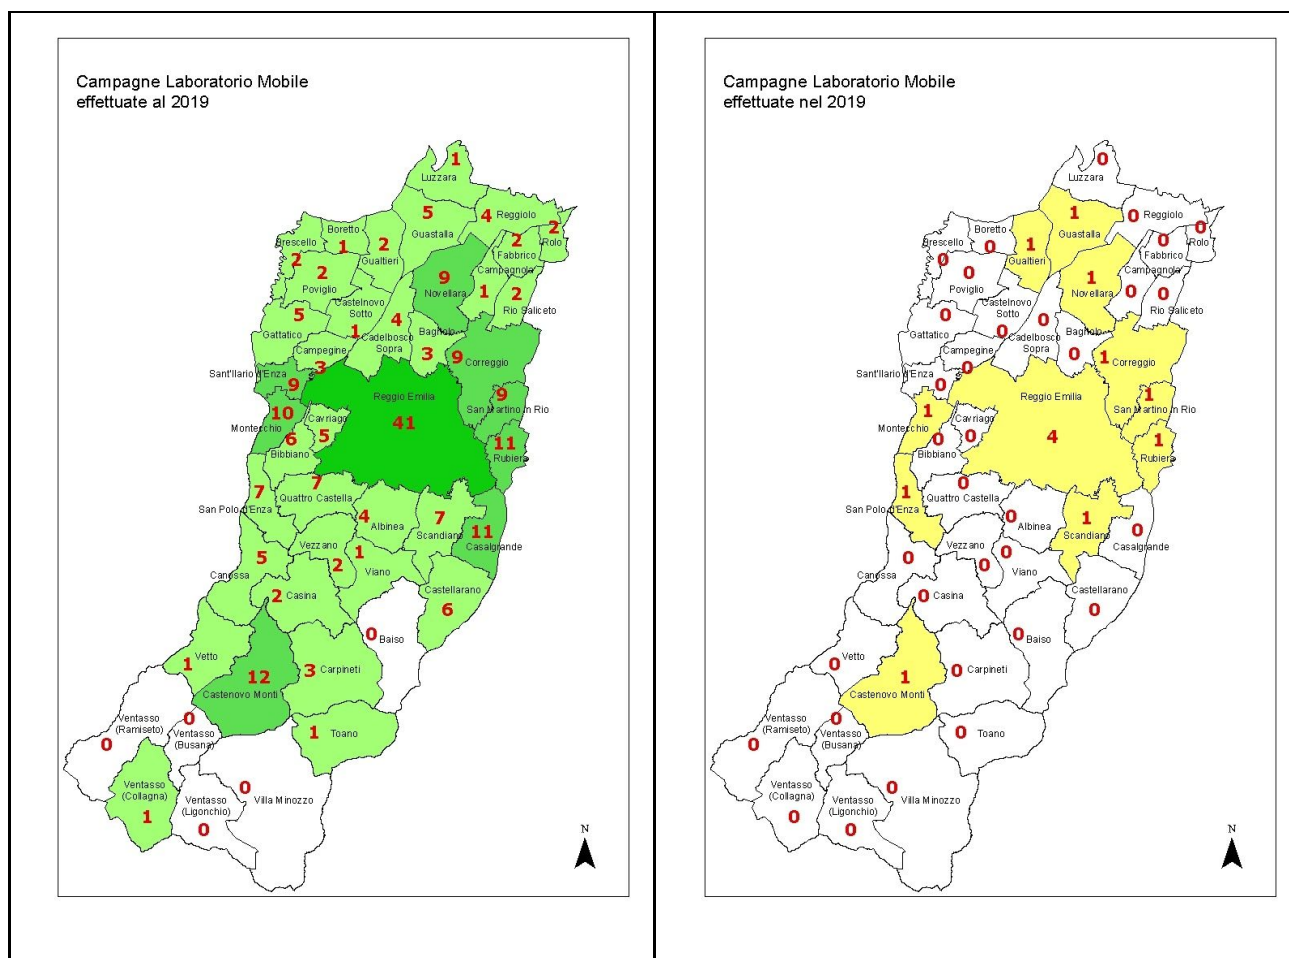 Campagne Laboratorio Mobile
effettuate al 2019
1
Luzzara
5
4
Reggiolo
2
Guastalla
Boretto
1
2
Gualtieri
Brescello
2
2
Fabbrico
Rolo
2
Poviglio
9
Novellara
Campagnola
1
2
Rio Saliceto
Castelnovo
Sotto
1
5
Gattatico
4
Cadelbosco
Sopra
Bagnolo
3
9
Correggio
Campegine
3
Sant'Ilario d'Enza
9
Reggio Emilia
41
9
San Martino in Rio
10
Montecchio
Cavriago
5
6
Bibbiano
11
Rubiera
7
San Polo d'Enza
7
Quattro Castella
4
Albinea
7
Scandiano
11
Casalgrande
Vezzano
2
1
Viano
5
Canossa
2
Casina
Castellarano
6
0
Baiso
1
Vetto
12
Castenovo Monti
3
Carpineti
Ventasso
(Ramiseto)
0
0
Ventasso
(Busana)
1
Toano
Ventasso
(Collagna)
1
Ventasso
(Ligonchio)
0
0
Villa Minozzo
N
Campagne Laboratorio Mobile
effettuate nel 2019
0
Luzzara
1
Guastalla
0
Reggiolo
0
Rolo
Boretto
0
1
Gualtieri
Brescello
0
0
Fabbrico
0
Poviglio
1
Novellara
Campagnola
0
0
Rio Saliceto
Castelnovo
Sotto
0
0
Gattatico
0
Cadelbosco
Sopra
Bagnolo
0
1
Correggio
Campegine
0
Sant'Ilario d'Enza
0
Reggio Emilia
4
1
San Martino in Rio
1
Montecchio
Cavriago
0
0
Bibbiano
1
Rubiera
1
San Polo d'Enza
0
Quattro Castella
0
Albinea
1
Scandiano
0
Casalgrande
Vezzano
0
0
Viano
0
Canossa
0
Casina
Castellarano
0
0
Baiso
0
Vetto
1
Castenovo Monti
0
Carpineti
Ventasso
(Ramiseto)
0
0
Ventasso
(Busana)
0
Toano
Ventasso
(Collagna)
0
Ventasso
(Ligonchio)
0
0
Villa Minozzo
N